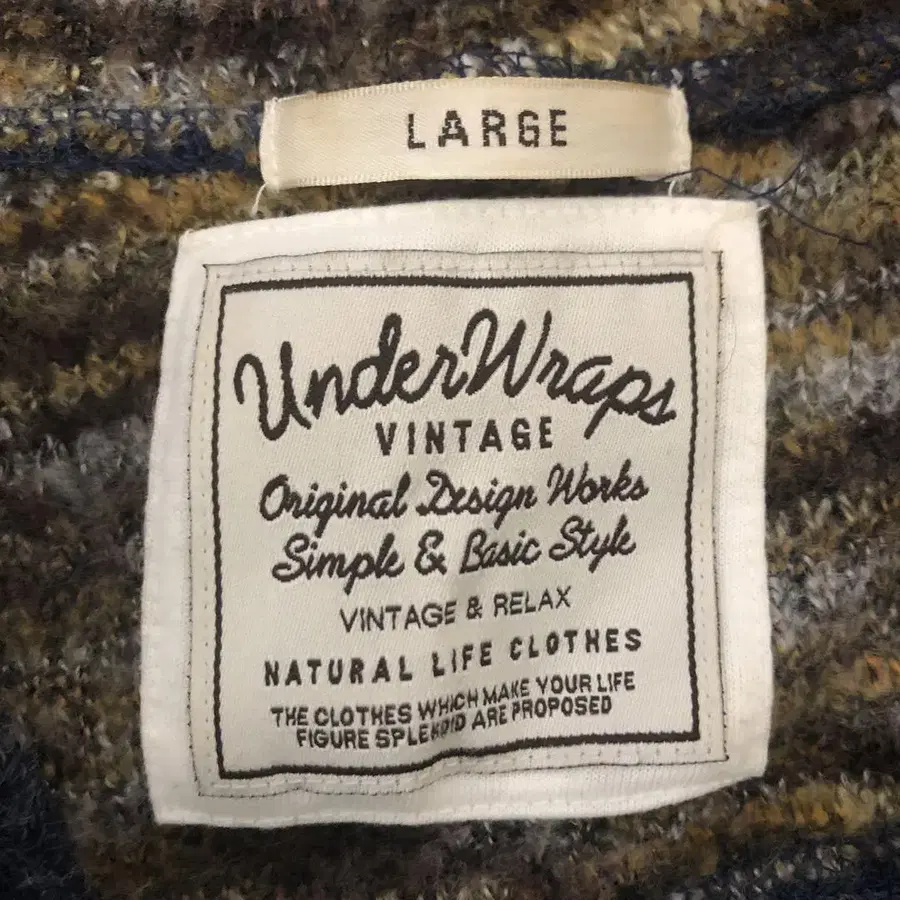 LARGE
UnderWraps
VINTAGE
Original Design Works
Simple & Basic Style
VINTAGE & RELAX
NATURAL LIFE CLOTHES
THE CLOTHES WHICH MAKE YOUR LIFE
FIGURE SPLENDID ARE PROPOSED